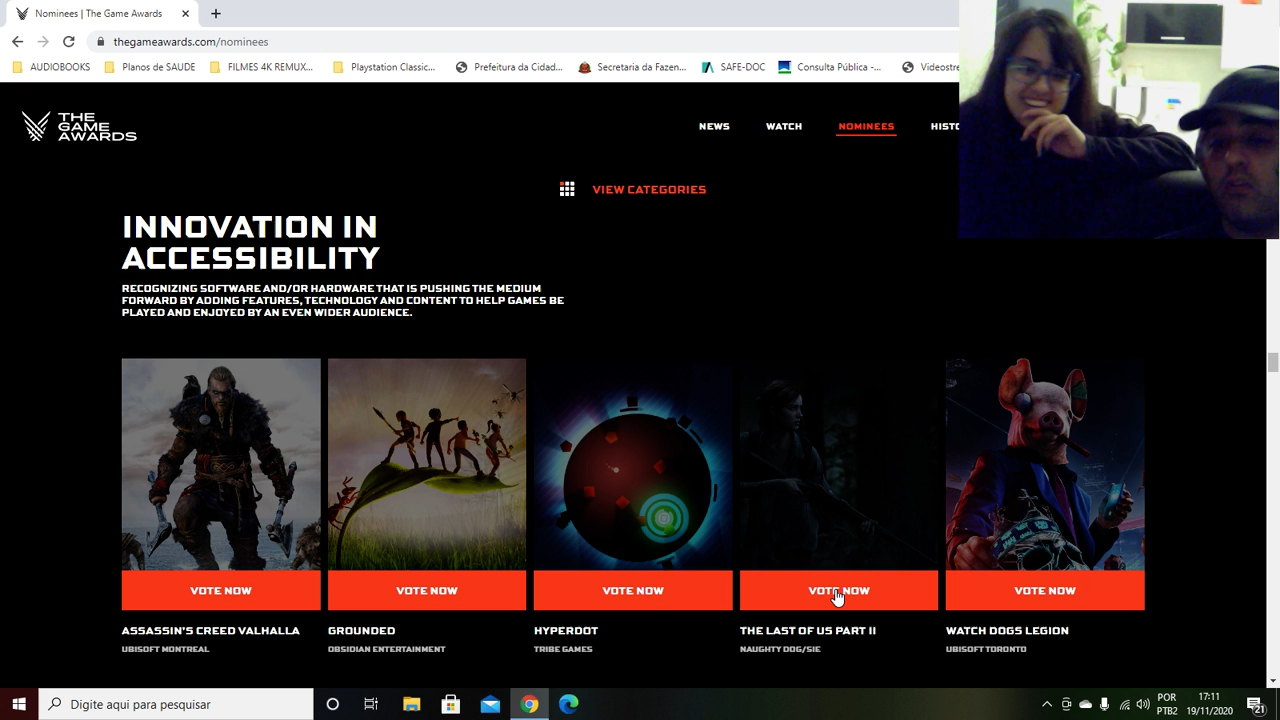 Nominees | The Game Awards
thegameawards.com/nominees
AUDIOBOOKS
Planos de SAUDE
FILMES 4K REMUX...
Playstation Classic...
Prefeitura da Cidad...
Secretaria da Fazen...
SAFE-DOC
Consulta Pública -...
Videostre
THE
GAME
AWARDS
NEWS
WATCH
NOMINEES
HISTO
VIEW CATEGORIES
INNOVATION IN
ACCESSIBILITY
RECOGNIZING SOFTWARE AND/OR HARDWARE THAT IS PUSHING THE MEDIUM
FORWARD BY ADDING FEATURES, TECHNOLOGY AND CONTENT TO HELP GAMES BE
PLAYED AND ENJOYED BY AN EVEN WIDER AUDIENCE.
VOTE NOW
VOTE NOW
VOTE NOW
VOTE NOW
VOTE NOW
ASSASSIN'S CREED VALHALLA
GROUNDED
HYPERDOT
THE LAST OF US PART II
WATCH DOGS LEGION
UBISOFT MONTREAL
OBSIDIAN ENTERTAINMENT
TRIBE GAMES
NAUGHTY DOG/SIE
UBISOFT TORONTO
Digite aqui para pesquisar
POR
PTB2
17:11
19/11/2020
21